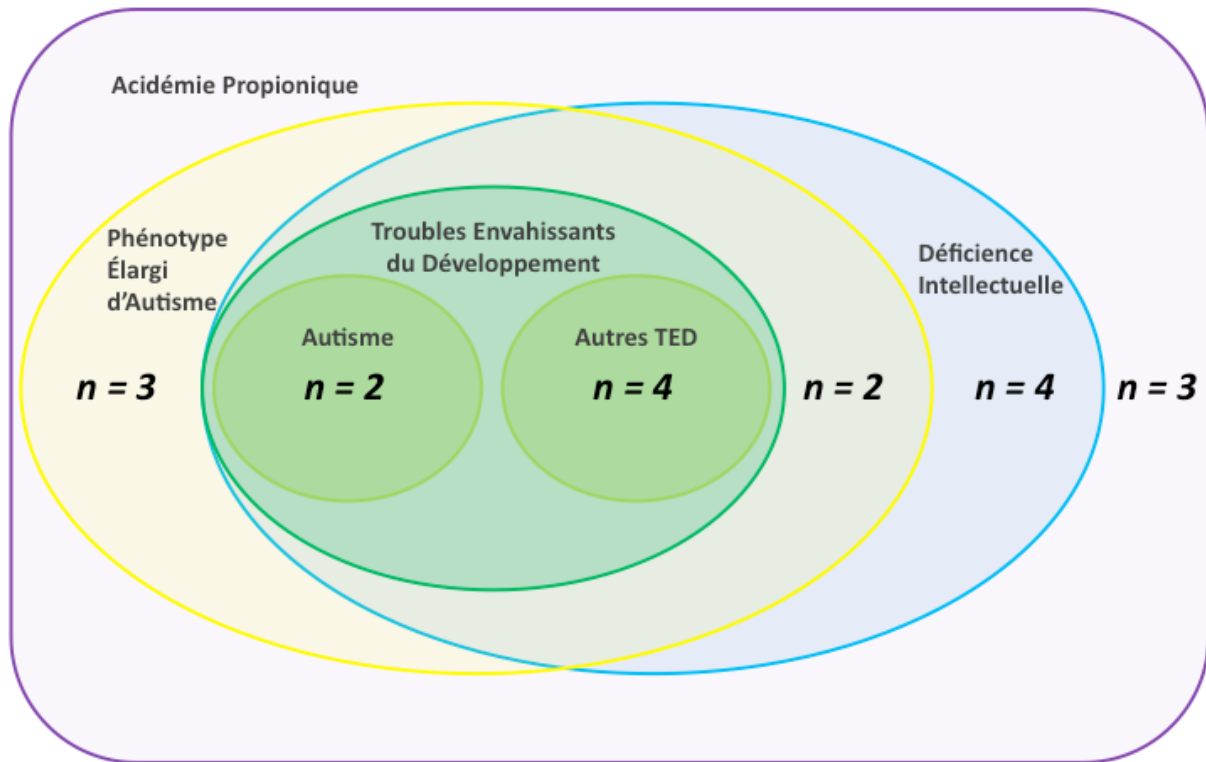 Acidémie Propionique
Phénotype
Élargi
d'Autisme
Troubles Envahissants
du Développement
Déficience
Intellectuelle
Autisme
Autres TED
n = 3
n = 2
n = 4
n = 2
n = 4
n = 3